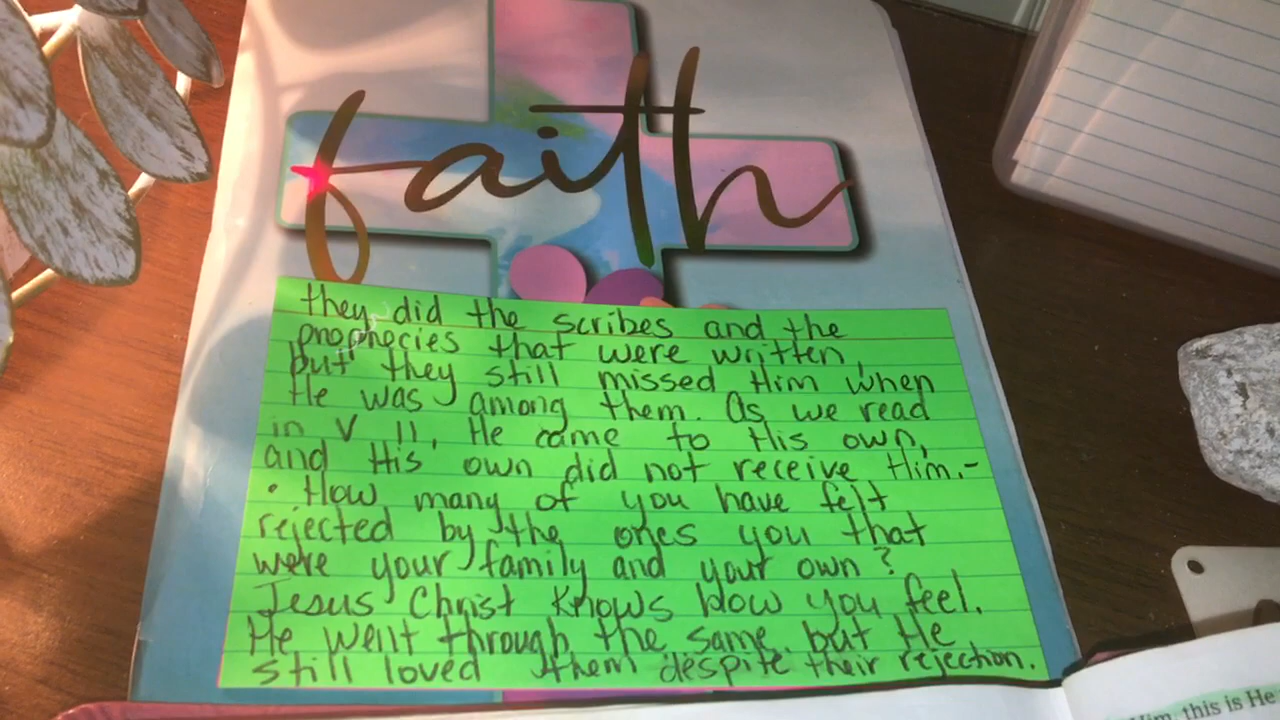 faith
they did the scribes and the
prophecies that were written,
but they still missed Him when
He was among them. As we read
in V 11, He came to His own,
and His own did not receive Him.-
• How many of you have felt
rejected by the ones you that
were your family and your own?
Jesus Christ knows how you feel.
He went through the same, but He
still loved them despite their rejection.
Him, this is He